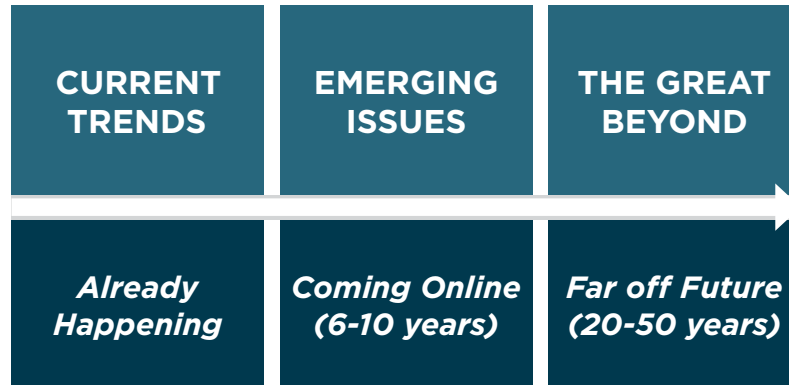 CURRENT
TRENDS
EMERGING
ISSUES
THE GREAT
BEYOND
Already
Happening
Coming Online
(6-10 years)
Far off Future
(20-50 years)